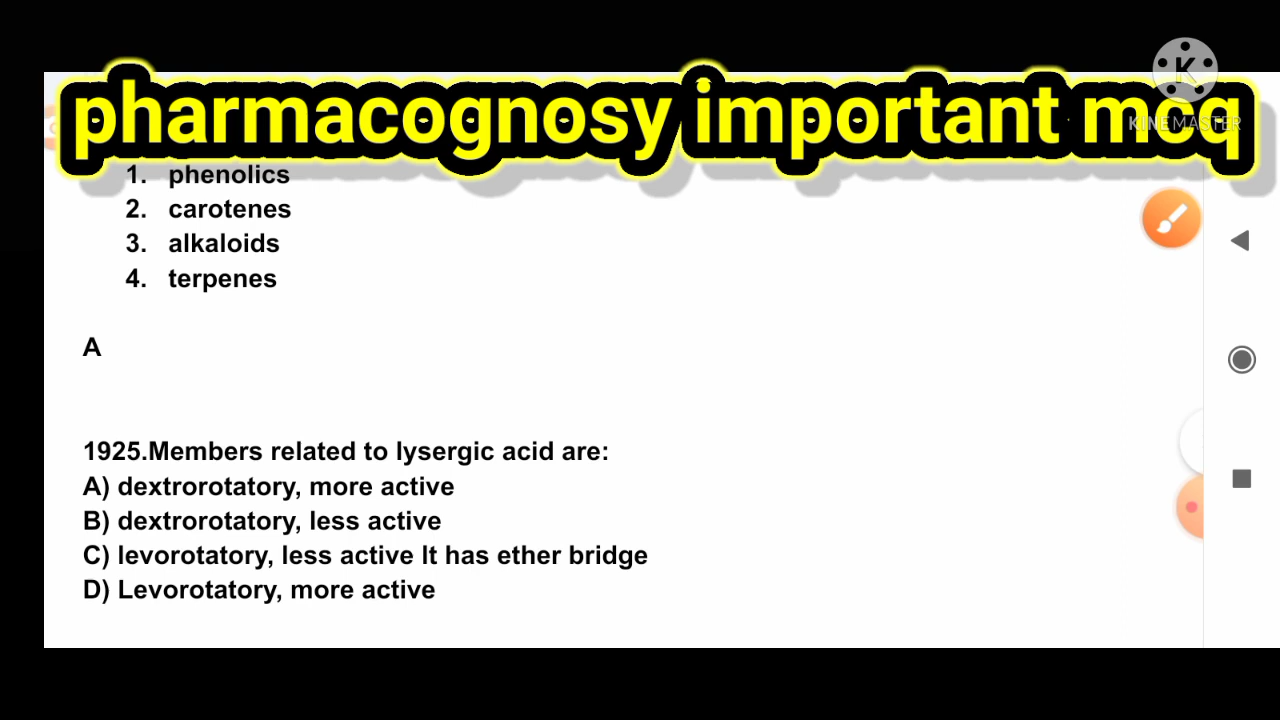 pharmacognosy important mcq
KINEMASTER
1. phenolics
2. carotenes
3. alkaloids
4. terpenes
A
1925.Members related to lysergic acid are:
A) dextrorotatory, more active
B) dextrorotatory, less active
C) levorotatory, less active It has ether bridge
D) Levorotatory, more active